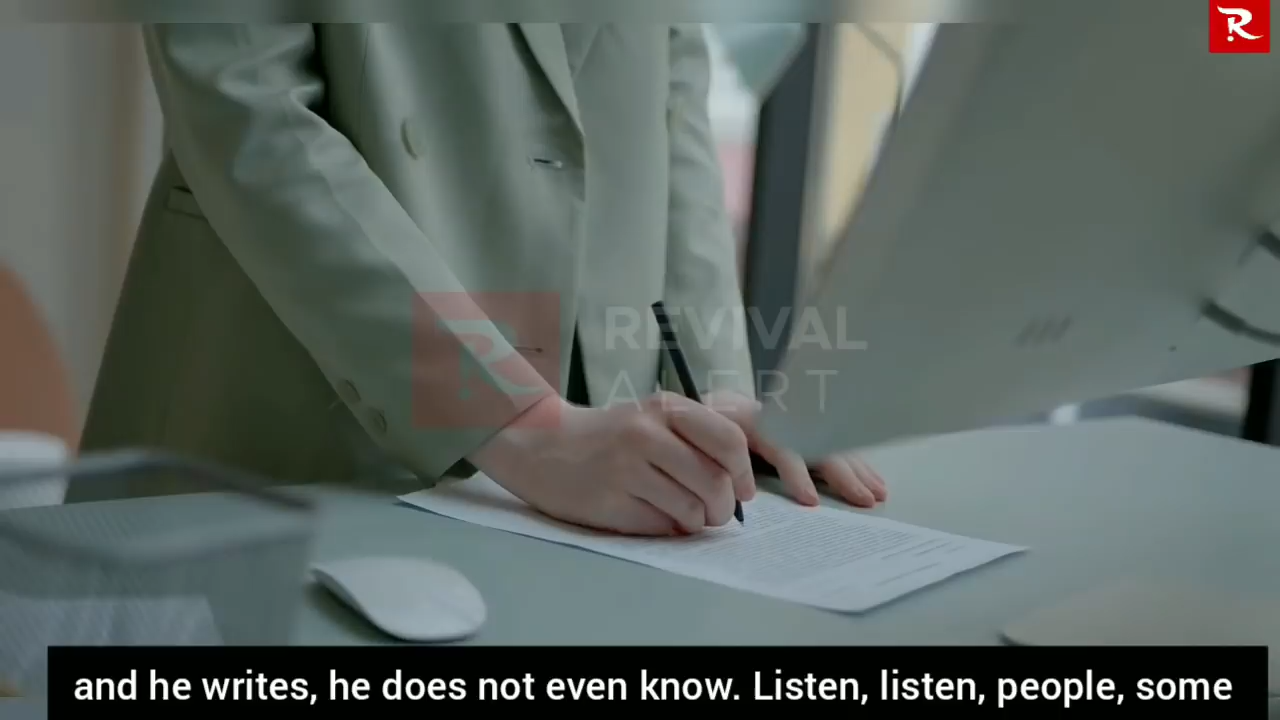 R
REVIVAL
ALERT
and he writes, he does not even know. Listen, listen, people, some